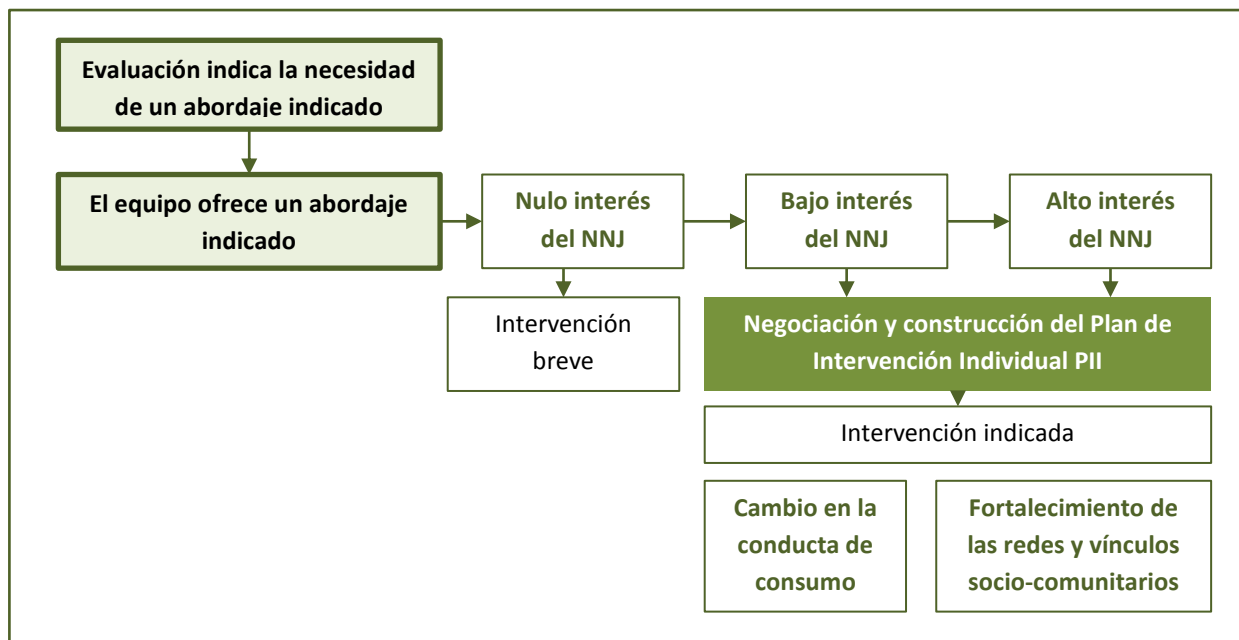 Evaluación indica la necesidad
de un abordaje indicado
El equipo ofrece un abordaje
indicado
Nulo interés
del NNJ
Bajo interés
del NNJ
Alto interés
del NNJ
Intervención
breve
Negociación y construcción del Plan de
Intervención Individual PII
Intervención indicada
Cambio en la
conducta de
consumo
Fortalecimiento de
las redes y vínculos
socio-comunitarios